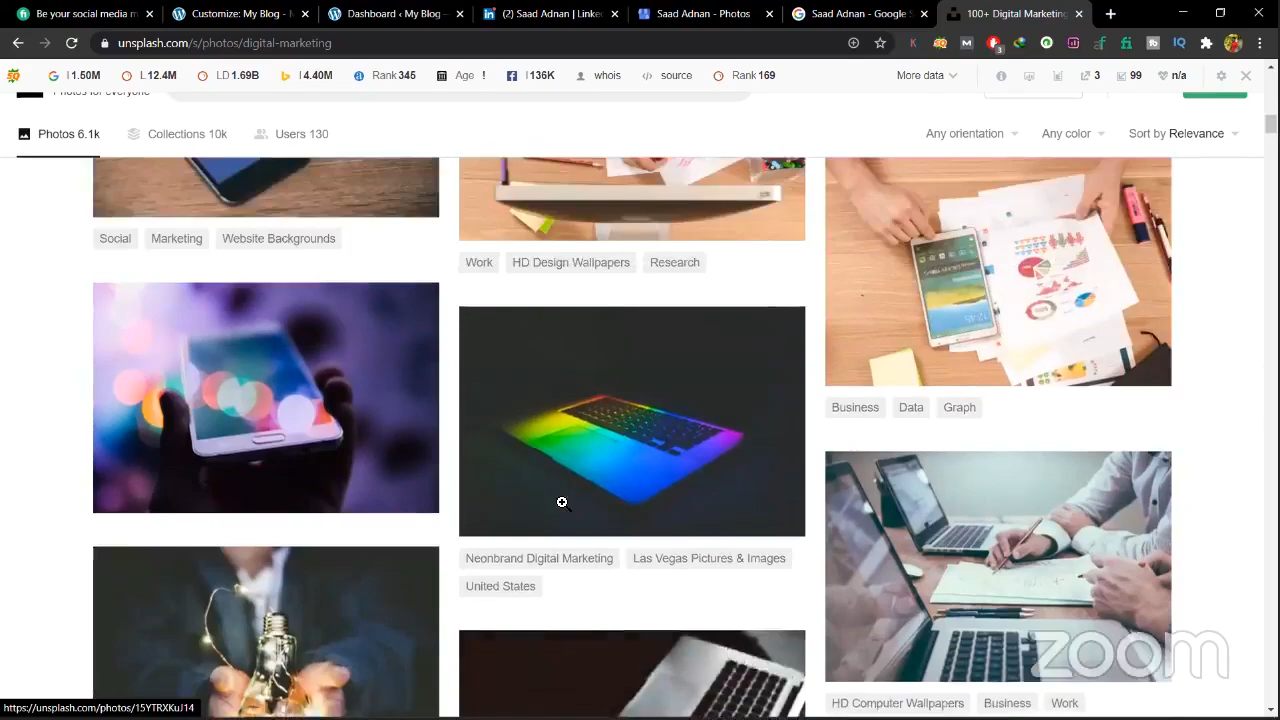 Be your social media m
Customize: My Blog - N
Dashboard ‹ My Blog –
(2) Saad Adnan | Linke
Saad Adnan - Photos
Saad Adnan - Google S
100+ Digital Marketing
unsplash.com/s/photos/digital-marketing
I 1.50M
L 12.4M
LD 1.69B
I 4.40M
Rank 345
Age !
I 136K
whois
source
Rank 169
More data
3
99
n/a
Photos for everyone
Photos 6.1k
Collections 10k
Users 130
Any orientation
Any color
Sort by Relevance
Social
Marketing
Website Backgrounds
Work
HD Design Wallpapers
Research
Business
Data
Graph
Neonbrand Digital Marketing
Las Vegas Pictures & Images
United States
HD Computer Wallpapers
Business
Work
zoom
https://unsplash.com/photos/15YTRXKuJ14